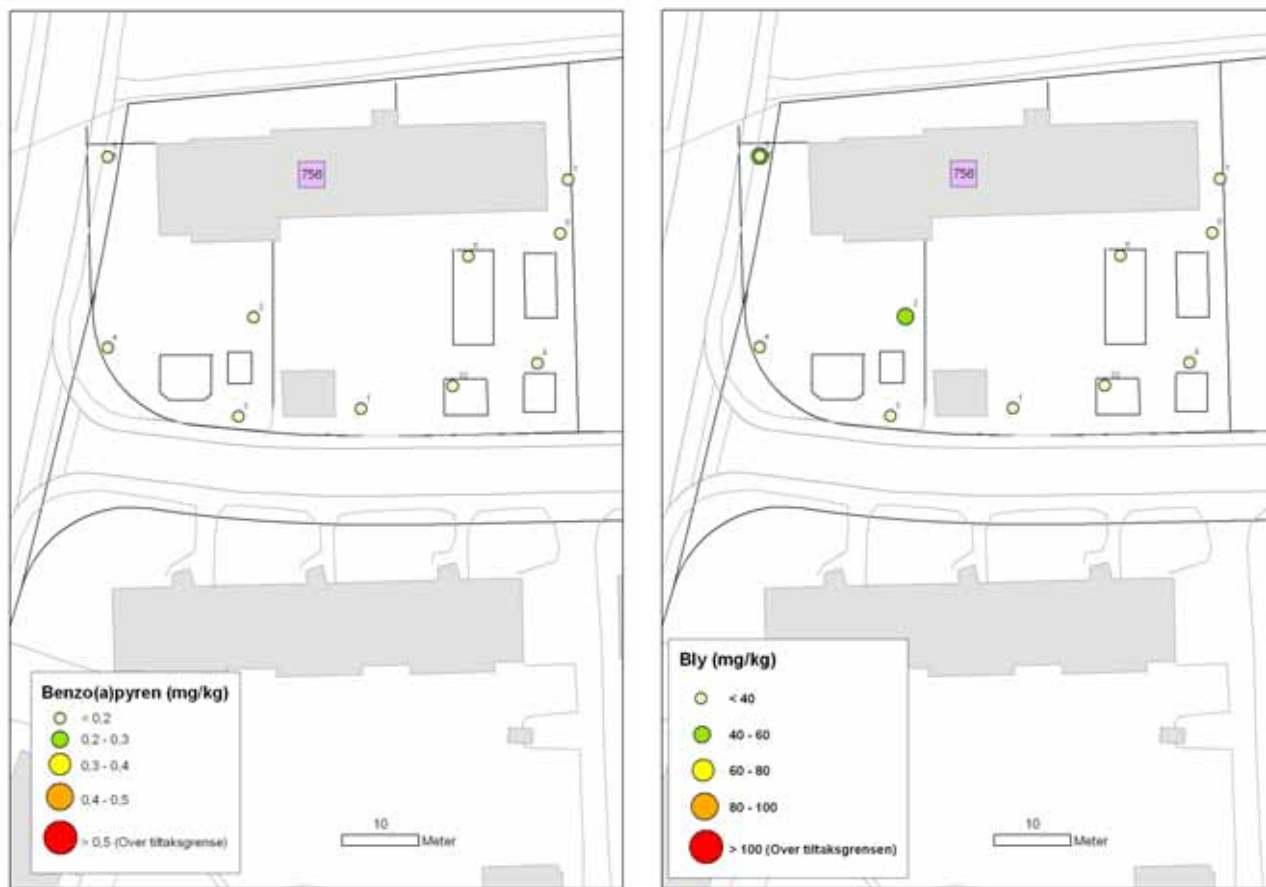 756
Benzo(a)pyren (mg/kg)
< 0,2
0,2 - 0,3
0,3 - 0,4
0,4 - 0,5
> 0,5 (Over tiltaksgrense)
10
Meter
756
Bly (mg/kg)
< 40
40 - 60
60 - 80
80 - 100
> 100 (Over tiltaksgrensen)
10
Meter